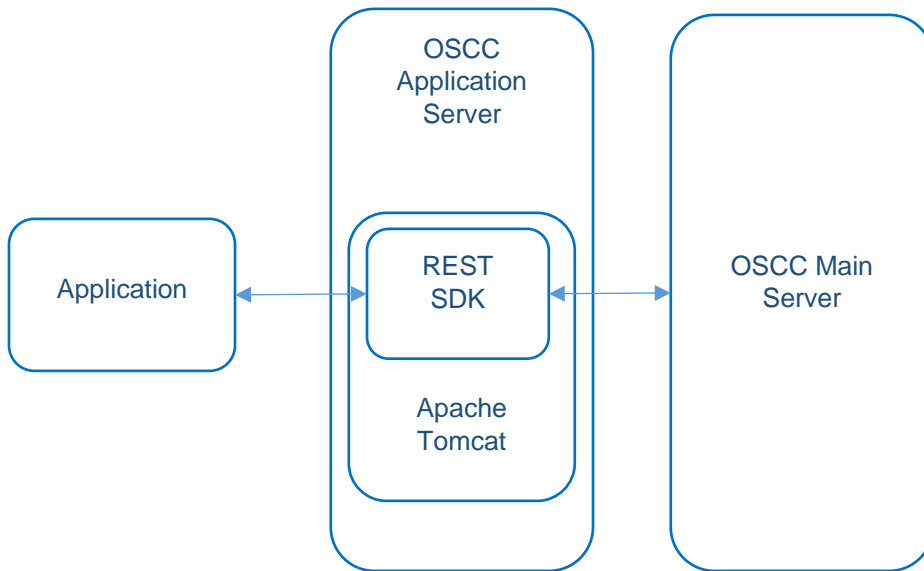 OSCC
Application
Server
Application
REST
SDK
Apache
Tomcat
OSCC Main
Server